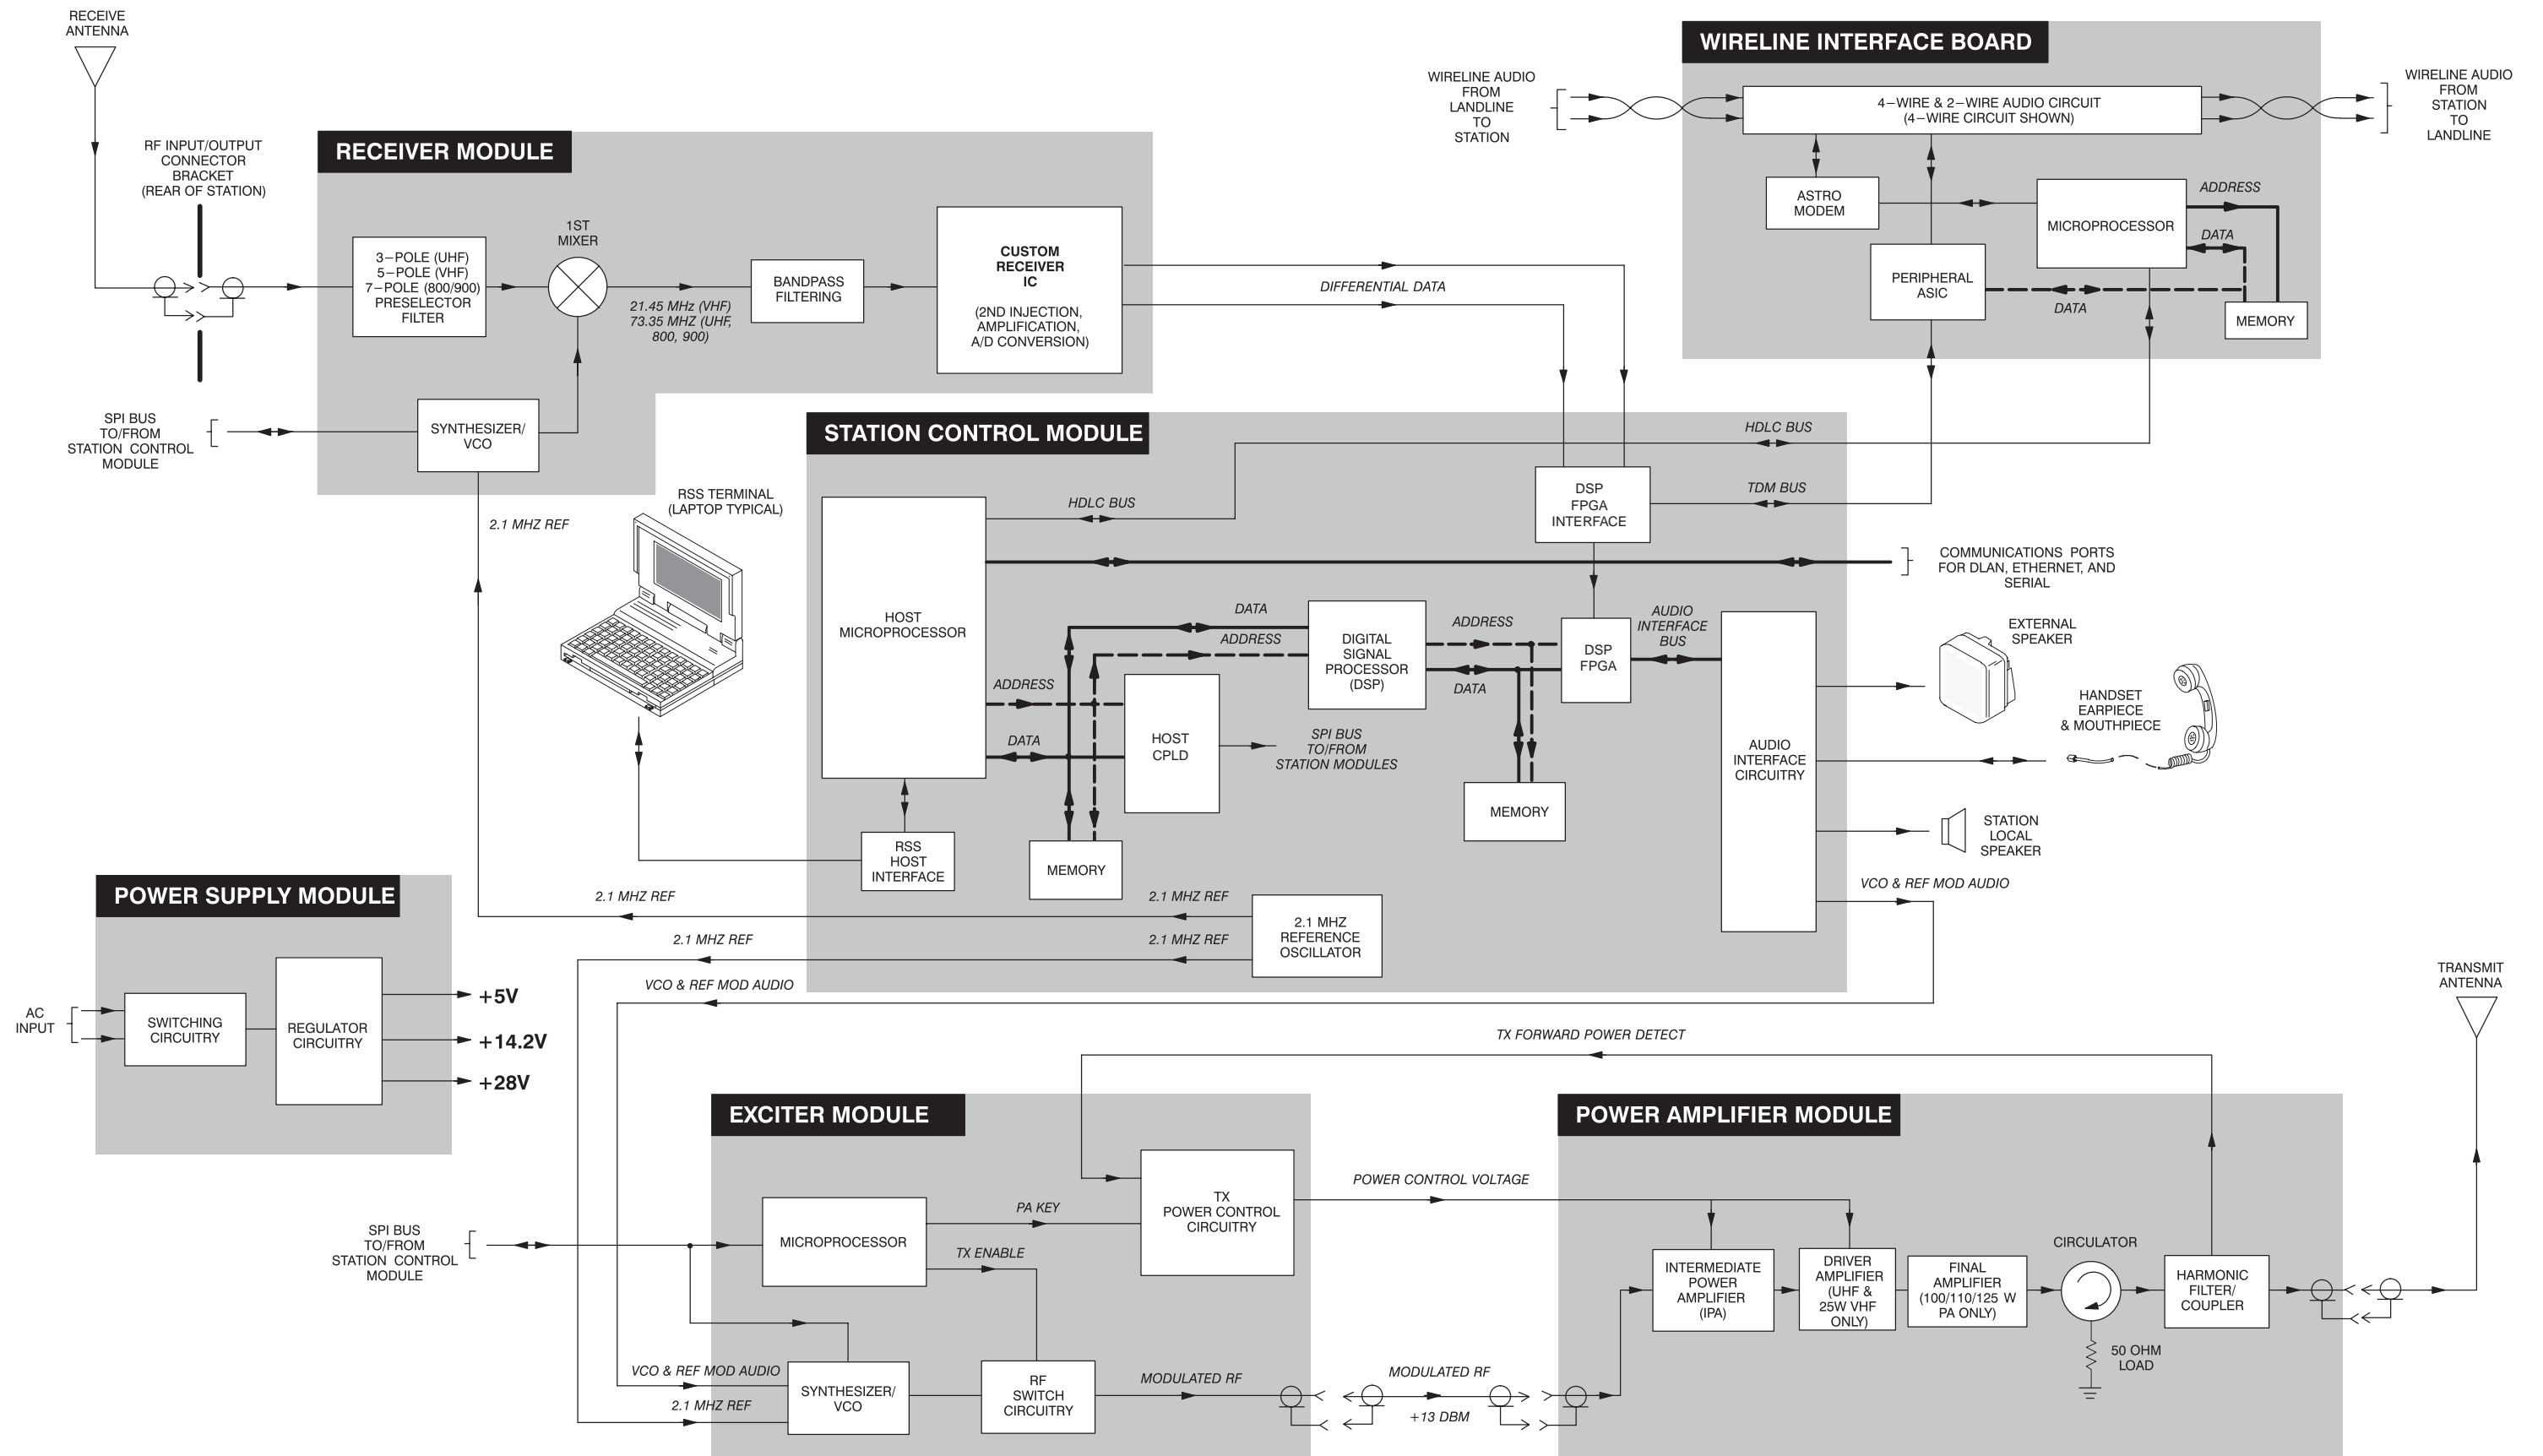 RECEIVE
ANTENNA
RF INPUT/OUTPUT
CONNECTOR
BRACKET
(REAR OF STATION)
RECEIVER MODULE
3–POLE (UHF)
5–POLE (VHF)
7–POLE (800/900)
PRESELECTOR
FILTER
1ST
MIXER
21.45 MHz (VHF)
73.35 MHZ (UHF,
800, 900)
BANDPASS
FILTERING
CUSTOM
RECEIVER
IC
(2ND INJECTION,
AMPLIFICATION,
A/D CONVERSION)
DIFFERENTIAL DATA
SPI BUS
TO/FROM
STATION CONTROL
MODULE
SYNTHESIZER/
VCO
2.1 MHZ REF
WIRELINE INTERFACE BOARD
WIRELINE AUDIO
FROM
LANDLINE
TO
STATION
4–WIRE & 2–WIRE AUDIO CIRCUIT
(4–WIRE CIRCUIT SHOWN)
WIRELINE AUDIO
FROM
STATION
TO
LANDLINE
ASTRO
MODEM
MICROPROCESSOR
ADDRESS
DATA
PERIPHERAL
ASIC
DATA
MEMORY
RSS TERMINAL
(LAPTOP TYPICAL)
STATION CONTROL MODULE
HDLC BUS
HDLC BUS
DSP
FPGA
INTERFACE
TDM BUS
HOST
MICROPROCESSOR
COMMUNICATIONS PORTS
FOR DLAN, ETHERNET, AND
SERIAL
DATA
ADDRESS
DIGITAL
SIGNAL
PROCESSOR
(DSP)
ADDRESS
DATA
DSP
FPGA
AUDIO
INTERFACE
BUS
ADDRESS
DATA
HOST
CPLD
SPI BUS
TO/FROM
STATION MODULES
MEMORY
AUDIO
INTERFACE
CIRCUITRY
EXTERNAL
SPEAKER
HANDSET
EARPIECE
& MOUTHPIECE
STATION
LOCAL
SPEAKER
VCO & REF MOD AUDIO
RSS
HOST
INTERFACE
MEMORY
2.1 MHZ REF
2.1 MHZ REF
2.1 MHZ REF
2.1 MHZ REF
2.1 MHZ
REFERENCE
OSCILLATOR
VCO & REF MOD AUDIO
POWER SUPPLY MODULE
AC
INPUT
SWITCHING
CIRCUITRY
REGULATOR
CIRCUITRY
+5V
+14.2V
+28V
TX FORWARD POWER DETECT
TRANSMIT
ANTENNA
EXCITER MODULE
SPI BUS
TO/FROM
STATION CONTROL
MODULE
MICROPROCESSOR
PA KEY
TX ENABLE
TX
POWER CONTROL
CIRCUITRY
POWER CONTROL VOLTAGE
VCO & REF MOD AUDIO
2.1 MHZ REF
SYNTHESIZER/
VCO
RF
SWITCH
CIRCUITRY
MODULATED RF
MODULATED RF
+13 DBM
POWER AMPLIFIER MODULE
INTERMEDIATE
POWER
AMPLIFIER
(IPA)
DRIVER
AMPLIFIER
(UHF &
25W VHF
ONLY)
FINAL
AMPLIFIER
(100/110/125 W
PA ONLY)
CIRCULATOR
50 OHM
LOAD
HARMONIC
FILTER/
COUPLER